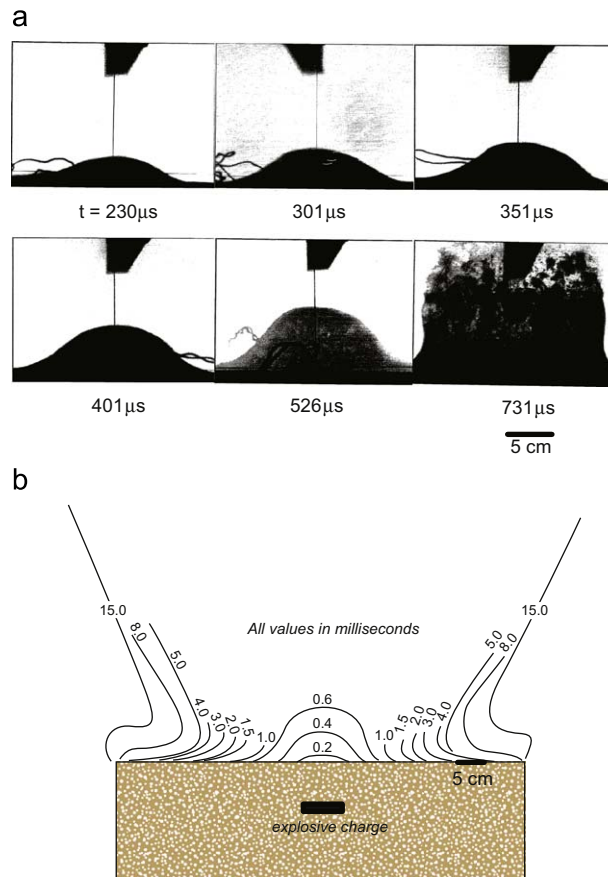 a
t = 230μs
301μs
351μs
401μs
526μs
731μs
5 cm
b
15.0
8.0
5.0
4.0
3.0
2.0
1.5
1.0
All values in milliseconds
0.6
0.4
0.2
1.0
1.5
2.0
3.0
4.0
5.0
8.0
15.0
5 cm
explosive charge